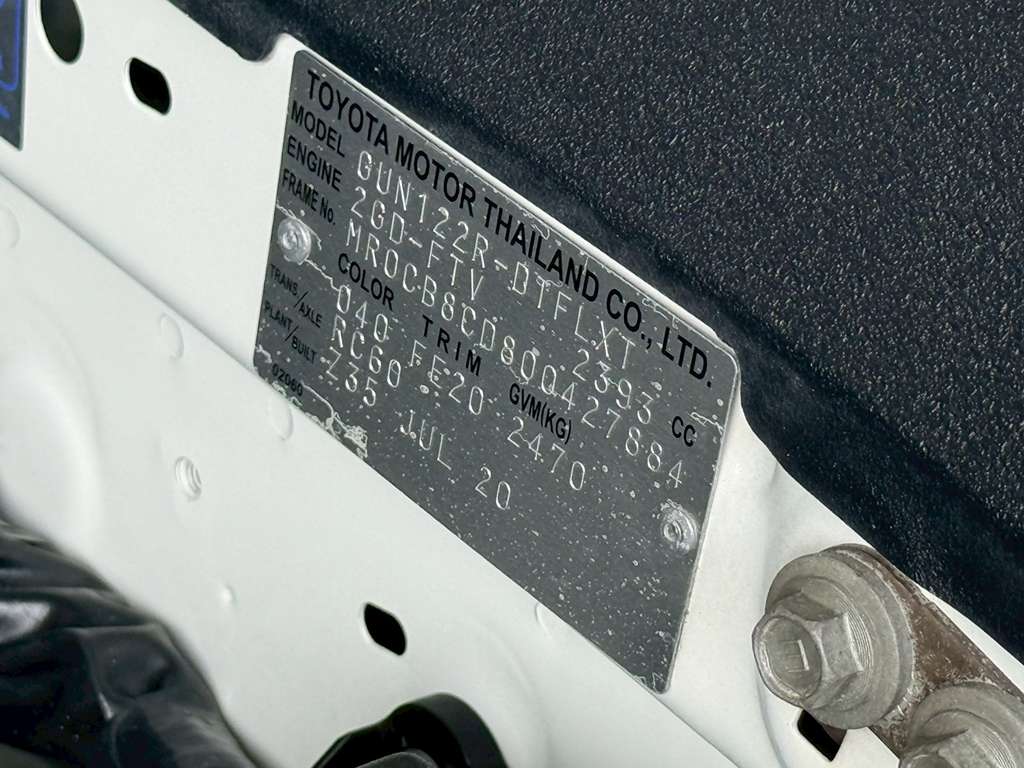 TOYOTA MOTOR THAILAND CO., LTD.
MODEL GUN122R-DTFLXT
ENGINE 2GD-FTV 2393 CC
FRAME No. MR0CB8CD800427884
COLOR TRIM GVM(KG)
040 FE20 2470
TRANS/AXLE RC60
PLANT/BUILT Z35 JUL 20
02060